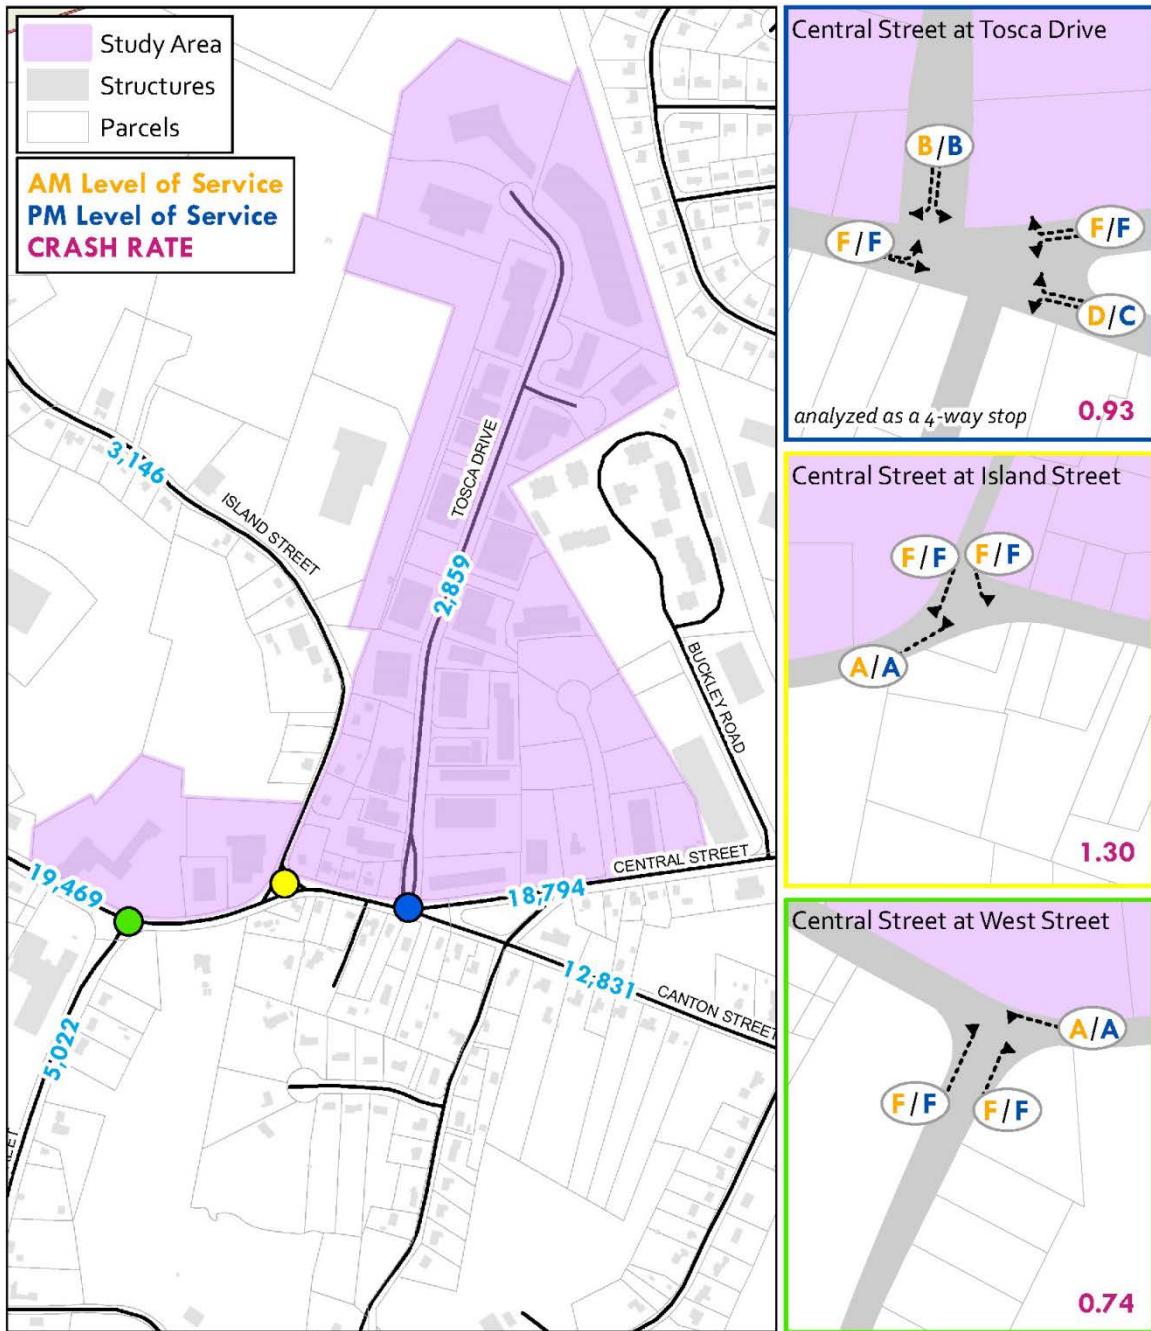 Study Area
Structures
Parcels
AM Level of Service
PM Level of Service
CRASH RATE
3,146
ISLAND STREET
TOSCA DRIVE
2,859
BUCKLEY ROAD
CENTRAL STREET
19,469
18,794
12,831
CANTON STREET
5,022
Central Street at Tosca Drive
B/B
F/F
F/F
D/C
analyzed as a 4-way stop
0.93
Central Street at Island Street
F/F
F/F
A/A
1.30
Central Street at West Street
A/A
F/F
F/F
0.74